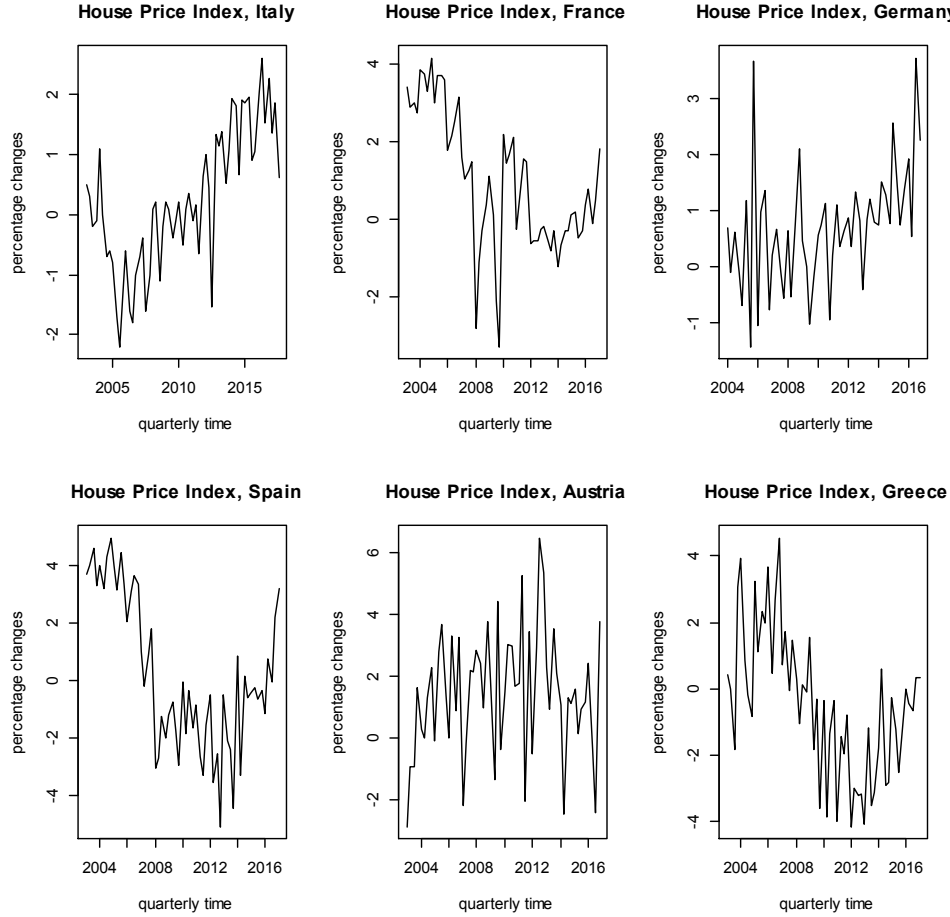 House Price Index, Italy
House Price Index, France
House Price Index, Germany
percentage changes
-2
-1
0
1
2
2005
2010
2015
quarterly time
percentage changes
-2
0
2
4
2004
2008
2012
2016
quarterly time
percentage changes
-1
0
1
2
3
2004
2008
2012
2016
quarterly time
House Price Index, Spain
House Price Index, Austria
House Price Index, Greece
percentage changes
-4
-2
0
2
4
2004
2008
2012
2016
quarterly time
percentage changes
-2
0
2
4
6
2004
2008
2012
2016
quarterly time
percentage changes
-4
-2
0
2
4
2004
2008
2012
2016
quarterly time